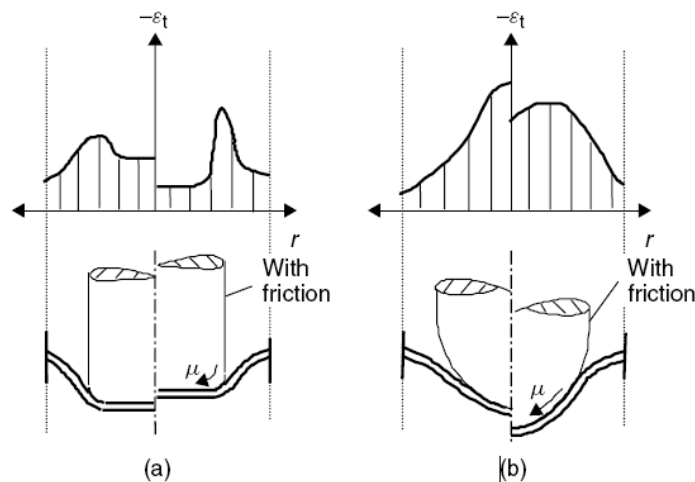 −εt
−εt
r
r
With
friction
With
friction
μ
μ
(a)
(b)